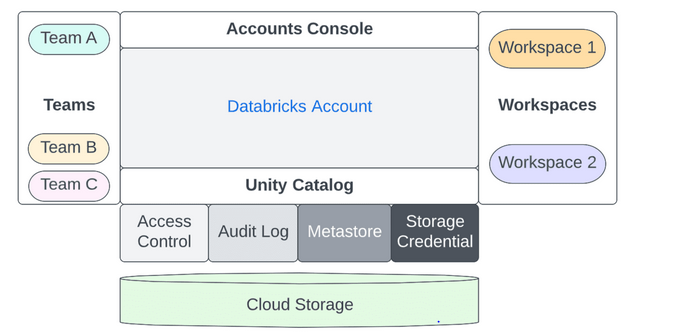 Team A
Teams
Team B
Team C
Accounts Console
Databricks Account
Unity Catalog
Access
Control
Audit Log
Metastore
Storage
Credential
Workspace 1
Workspaces
Workspace 2
Cloud Storage